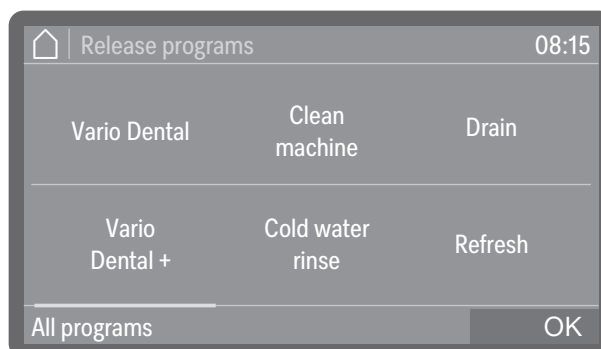 Release programs 08:15
Vario Dental
Clean
machine
Drain
Vario
Dental +
Cold water
rinse
Refresh
All programs OK